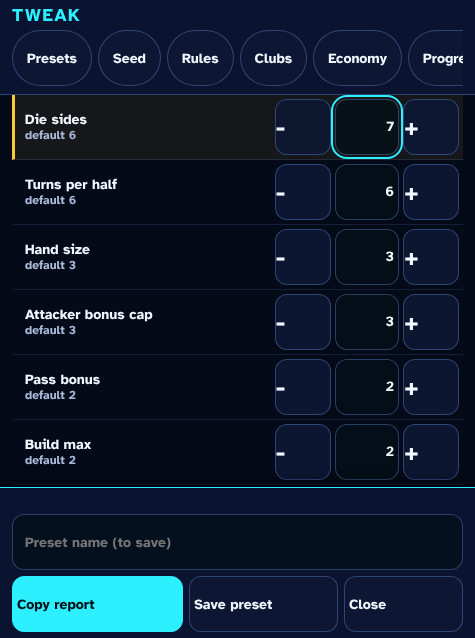 TWEAK
Presets Seed Rules Clubs Economy Progre
Die sides
default 6
- 7 +
Turns per half
default 6
- 6 +
Hand size
default 3
- 3 +
Attacker bonus cap
default 3
- 3 +
Pass bonus
default 2
- 2 +
Build max
default 2
- 2 +
Preset name (to save)
Copy report Save preset Close